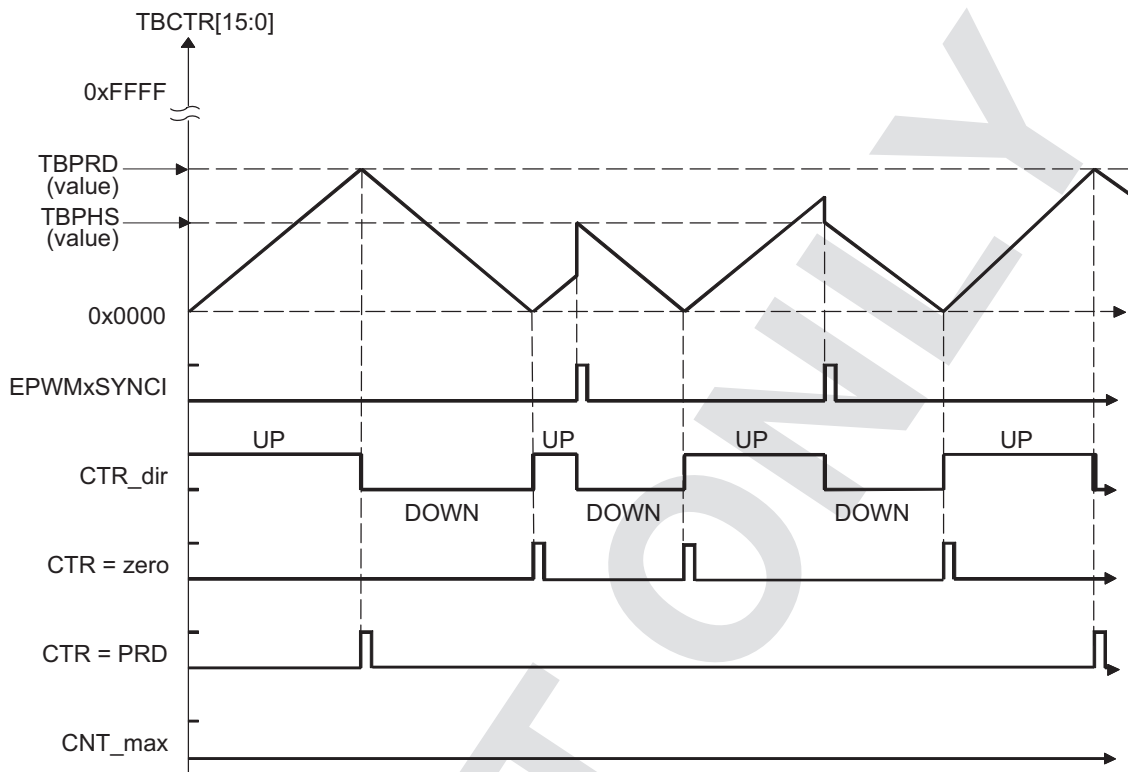 TBCTR[15:0]
0xFFFF
TBPRD
(value)
TBPHS
(value)
0x0000
EPWMxSYNCI
UP
UP
UP
UP
CTR_dir
DOWN
DOWN
DOWN
CTR = zero
CTR = PRD
CNT_max
T ONLY